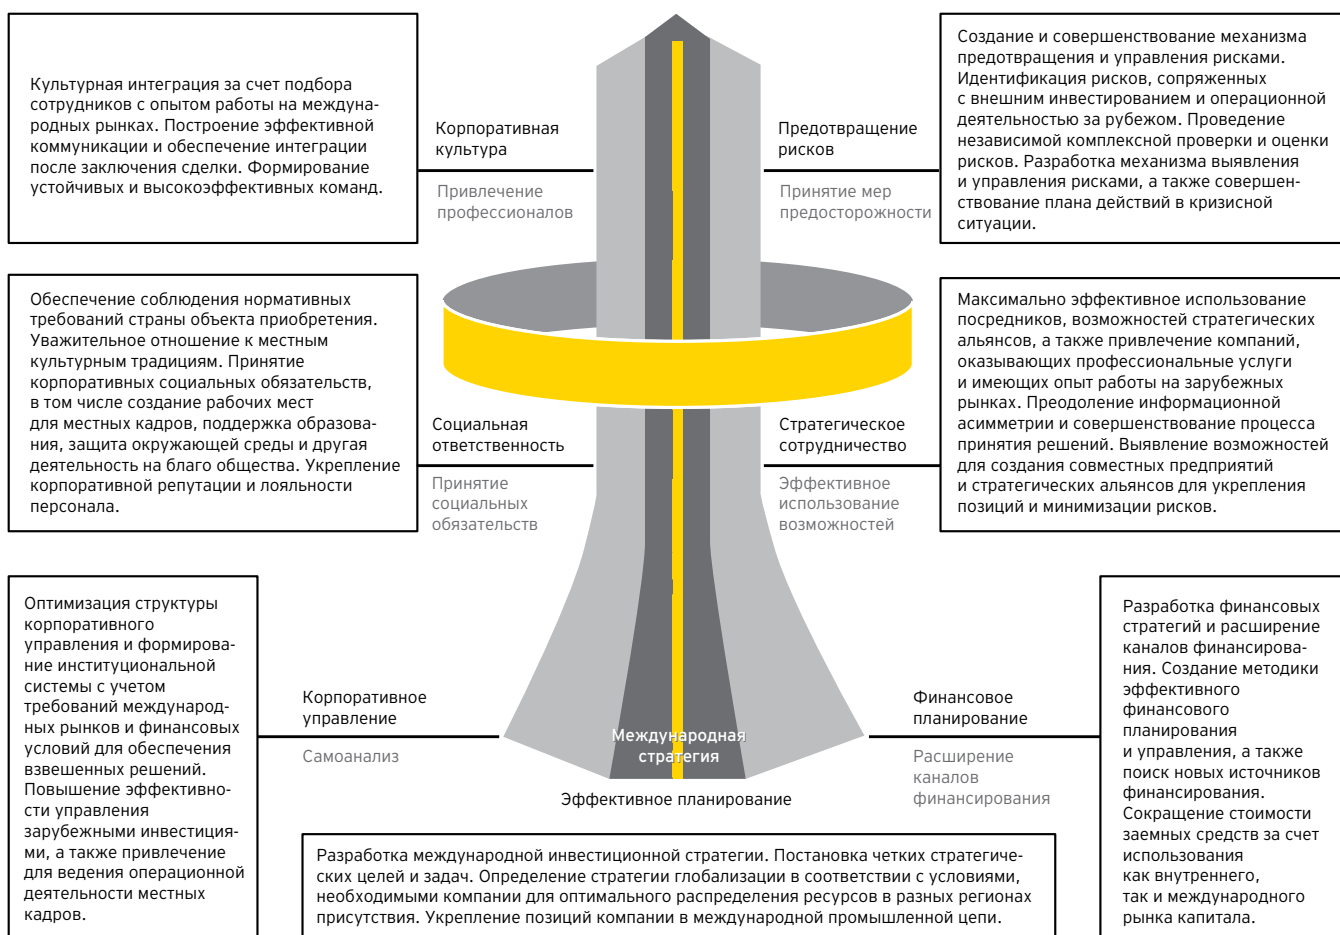 Культурная интеграция за счет подбора
сотрудников с опытом работы на междуна-
родных рынках. Построение эффективной
коммуникации и обеспечение интеграции
после заключения сделки. Формирование
устойчивых и высокоэффективных команд.
Корпоративная
культура
Привлечение
профессионалов
Предотвращение
рисков
Принятие мер
предосторожности
Создание и совершенствование механизма
предотвращения и управления рисками.
Идентификация рисков, сопряженных
с внешним инвестированием и операционной
деятельностью за рубежом. Проведение
независимой комплексной проверки и оценки
рисков. Разработка механизма выявления
и управления рисками, а также совершен-
ствование плана действий в кризисной
ситуации.
Обеспечение соблюдения нормативных
требований страны объекта приобретения.
Уважительное отношение к местным
культурным традициям. Принятие
корпоративных социальных обязательств,
в том числе создание рабочих мест
для местных кадров, поддержка образова-
ния, защита окружающей среды и другая
деятельность на благо общества. Укрепление
корпоративной репутации и лояльности
персонала.
Социальная
ответственность
Принятие
социальных
обязательств
Стратегическое
сотрудничество
Эффективное
использование
возможностей
Максимально эффективное использование
посредников, возможностей стратегических
альянсов, а также привлечение компаний,
оказывающих профессиональные услуги
и имеющих опыт работы на зарубежных
рынках. Преодоление информационной
асимметрии и совершенствование процесса
принятия решений. Выявление возможностей
для создания совместных предприятий
и стратегических альянсов для укрепления
позиций и минимизации рисков.
Оптимизация структуры
корпоративного
управления и формирова-
ние институциональной
системы с учетом
требований международ-
ных рынков и финансовых
условий для обеспечения
взвешенных решений.
Повышение эффективно-
сти управления
зарубежными инвестиция-
ми, а также привлечение
для ведения операционной
деятельности местных
кадров.
Корпоративное
управление
Самоанализ
Международная
стратегия
Эффективное планирование
Финансовое
планирование
Расширение
каналов
финансирования
Разработка финансовых
стратегий и расширение
каналов финансирова-
ния. Создание методики
эффективного
финансового
планирования
и управления, а также
поиск новых источников
финансирования.
Сокращение стоимости
заемных средств за счет
использования
как внутреннего,
так и международного
рынка капитала.
Разработка международной инвестиционной стратегии. Постановка четких стратегиче-
ских целей и задач. Определение стратегии глобализации в соответствии с условиями,
необходимыми компании для оптимального распределения ресурсов в разных регионах
присутствия. Укрепление позиций компании в международной промышленной цепи.